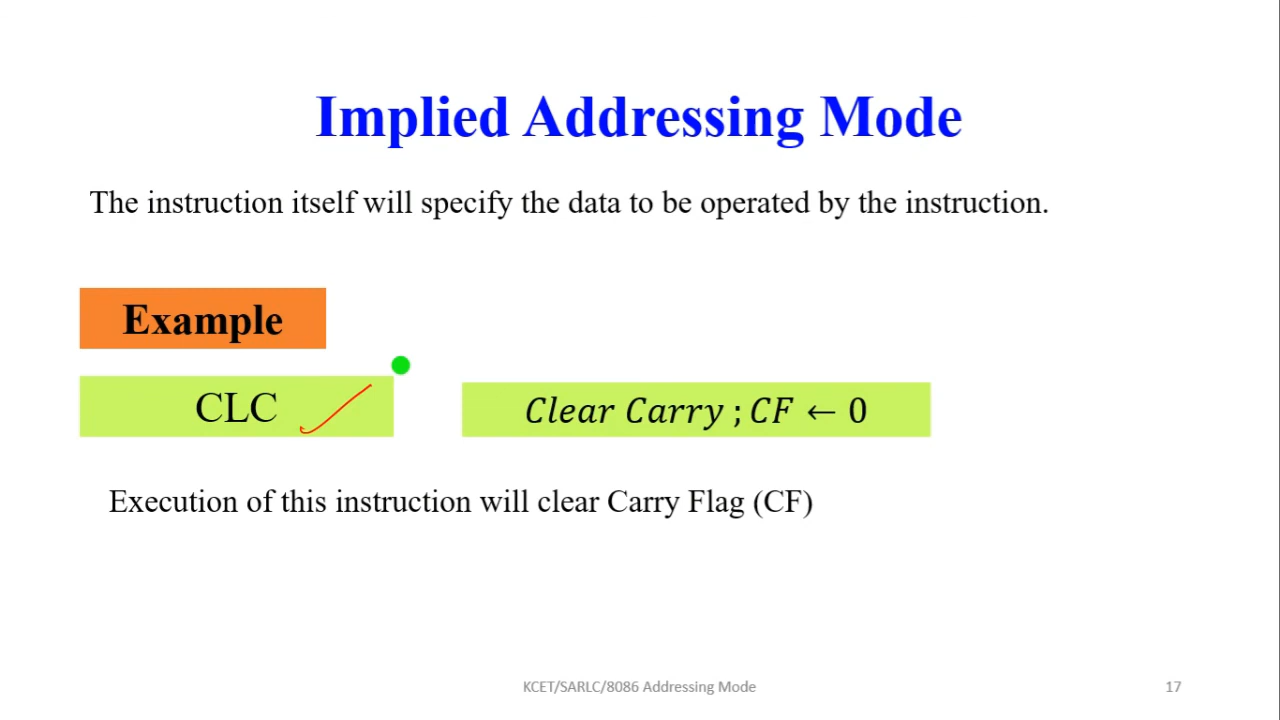 Implied Addressing Mode
The instruction itself will specify the data to be operated by the instruction.
Example
CLC
Clear Carry ; CF ← 0
Execution of this instruction will clear Carry Flag (CF)
KCET/SARLC/8086 Addressing Mode
17